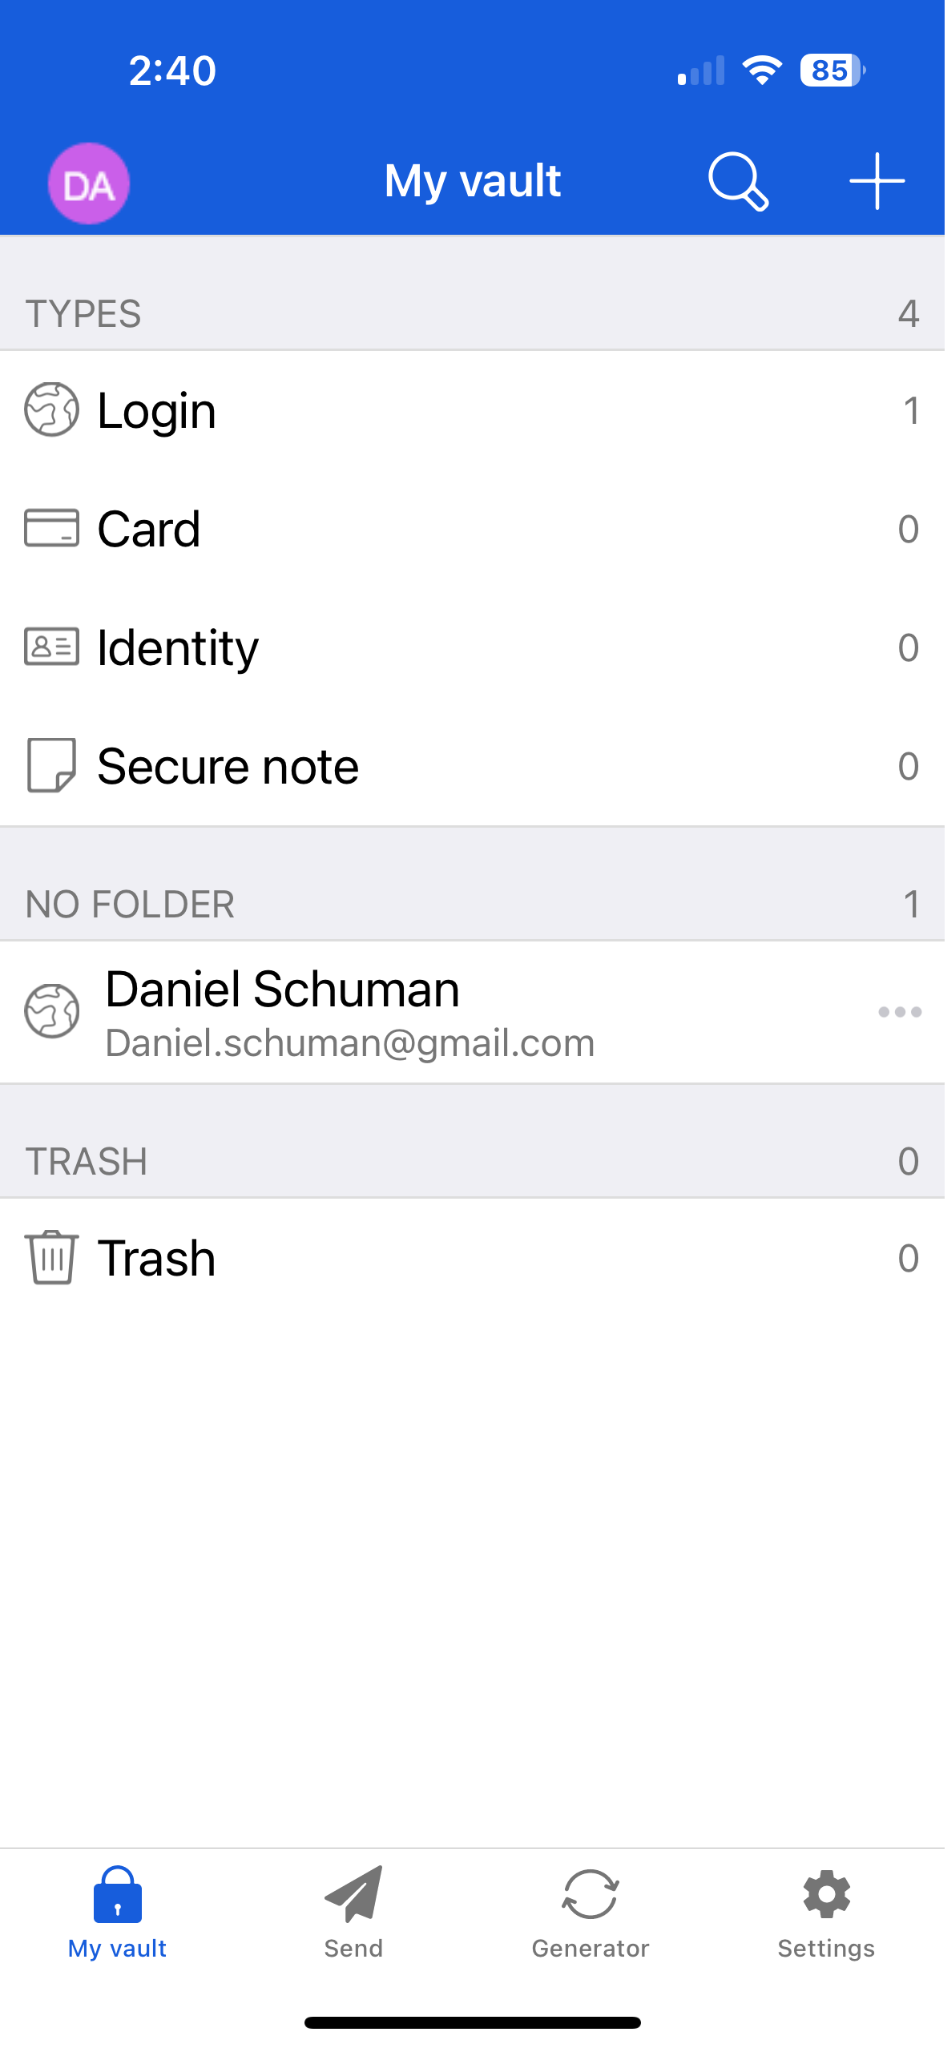 2:40
85
DA
My vault
TYPES 4
Login 1
Card 0
Identity 0
Secure note 0
NO FOLDER 1
Daniel Schuman
Daniel.schuman@gmail.com
TRASH 0
Trash 0
My vault Send Generator Settings